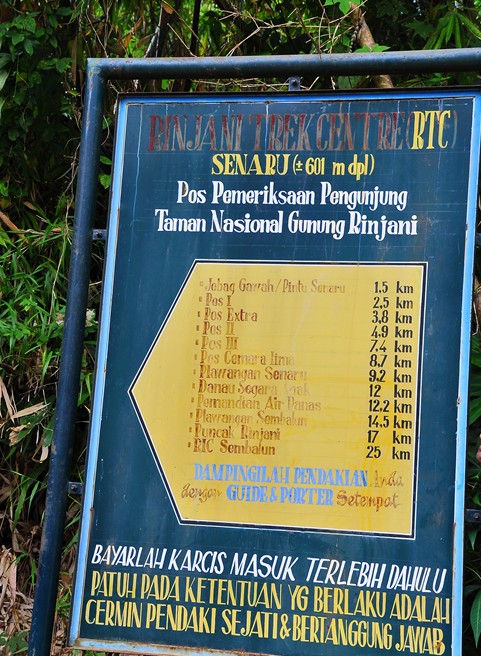 RINJANI TREK CENTRE (RTC)
SENARU (± 601 m dpl)
Pos Pemeriksaan Pengunjung
Taman Nasional Gunung Rinjani
Jebag Gawah/Pintu Senaru 1.5 km
Pos I 2,5 km
Pos Extra 3,8 km
Pos II 4.9 km
Pos III 7.4 km
Pos Cemara lima 8.7 km
Plawangan Senaru 9.2 km
Danau Segara Anak 12 km
Pemandian Air Panas 12.2 km
Plawangan Sembalun 14,5 km
Puncak Rinjani 17 km
RIC Sembalun 25 km
DAMPINGILAH PENDAKIAN Anda
dengan GUIDE & PORTER Setempat
BAYARLAH KARCIS MASUK TERLEBIH DAHULU
PATUH PADA KETENTUAN YG BERLAKU ADALAH
CERMIN PENDAKI SEJATI & BERTANGGUNG JAWAB